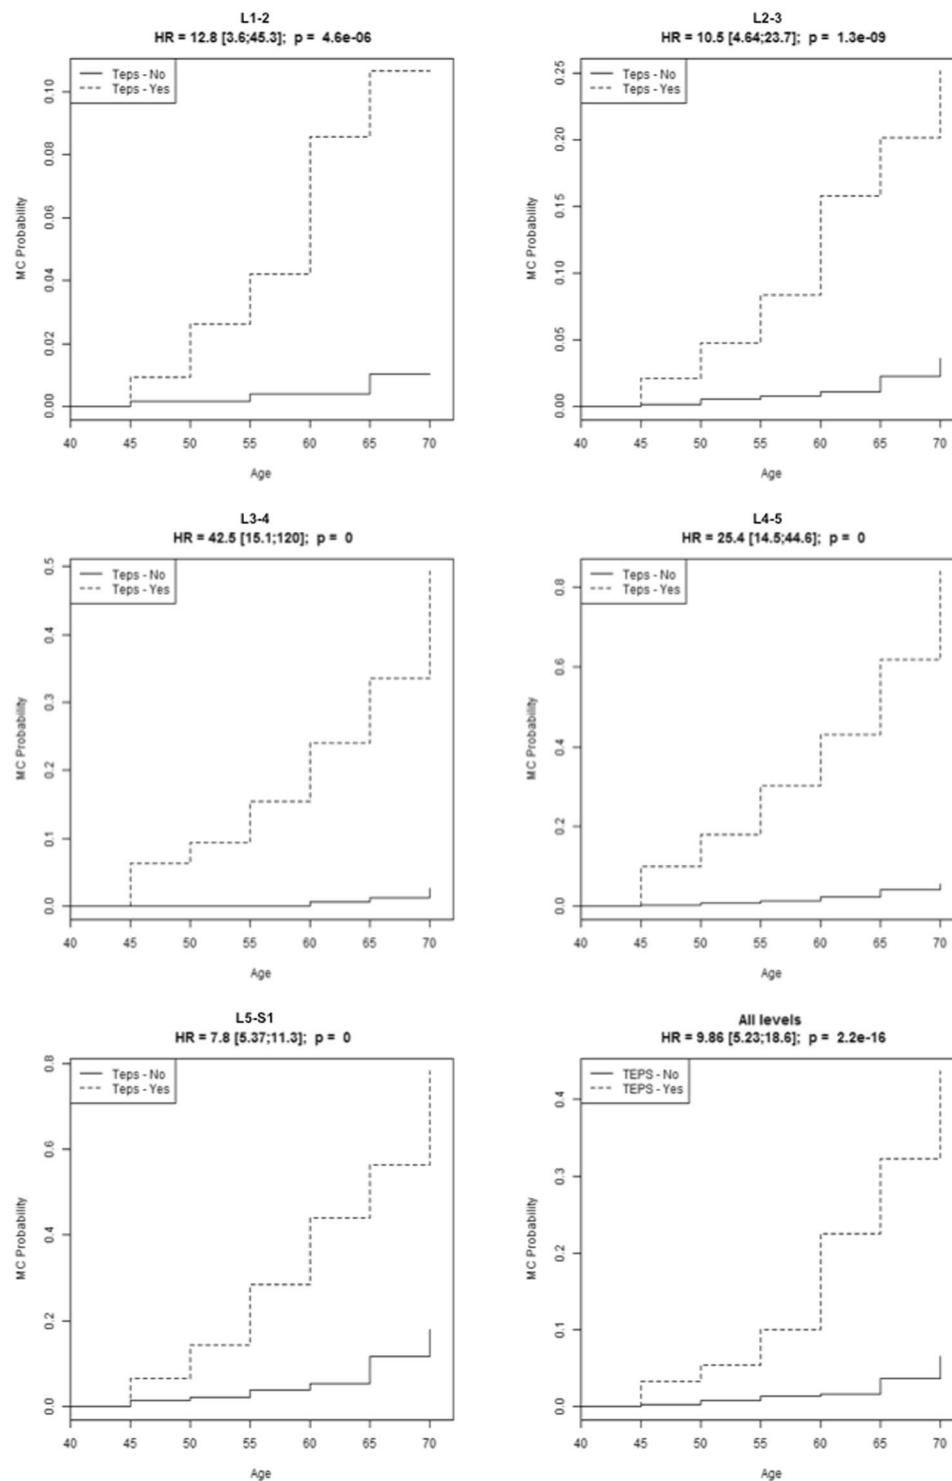 L1-2
HR = 12.8 [3.6;45.3]; p = 4.6e-06
Teps - No
Teps - Yes
MC Probability
0.10
0.08
0.06
0.04
0.02
0.00
40 45 50 55 60 65 70
Age
L2-3
HR = 10.5 [4.64;23.7]; p = 1.3e-09
Teps - No
Teps - Yes
MC Probability
0.25
0.20
0.15
0.10
0.05
0.00
40 45 50 55 60 65 70
Age
L3-4
HR = 42.5 [15.1;120]; p = 0
Teps - No
Teps - Yes
MC Probability
0.5
0.4
0.3
0.2
0.1
0.0
40 45 50 55 60 65 70
Age
L4-5
HR = 25.4 [14.5;44.6]; p = 0
Teps - No
Teps - Yes
MC Probability
0.8
0.6
0.4
0.2
0.0
40 45 50 55 60 65 70
Age
L5-S1
HR = 7.8 [5.37;11.3]; p = 0
Teps - No
Teps - Yes
MC Probability
0.8
0.6
0.4
0.2
0.0
40 45 50 55 60 65 70
Age
All levels
HR = 9.86 [5.23;18.6]; p = 2.2e-16
TEPS - No
TEPS - Yes
MC Probability
0.4
0.3
0.2
0.1
0.0
40 45 50 55 60 65 70
Age